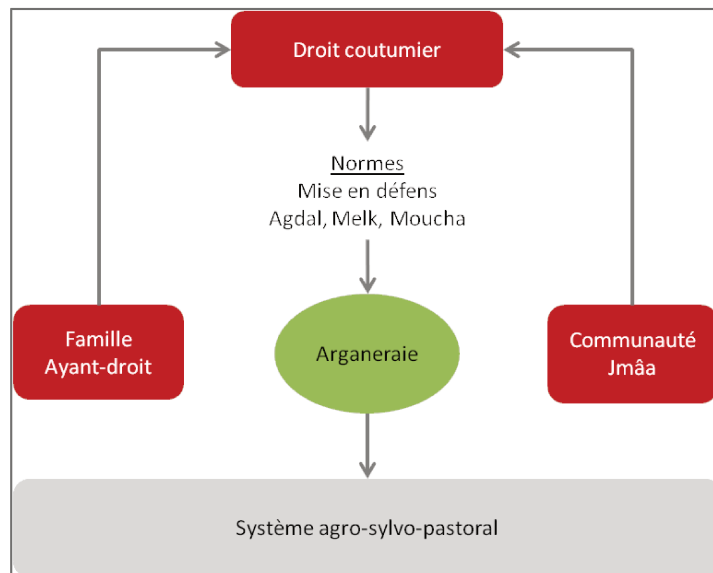 Droit coutumier
Normes
Mise en défens
Agdal, Melk, Moucha
Famille
Ayant-droit
Arganeraie
Communauté
Jmâa
Système agro-sylvo-pastoral